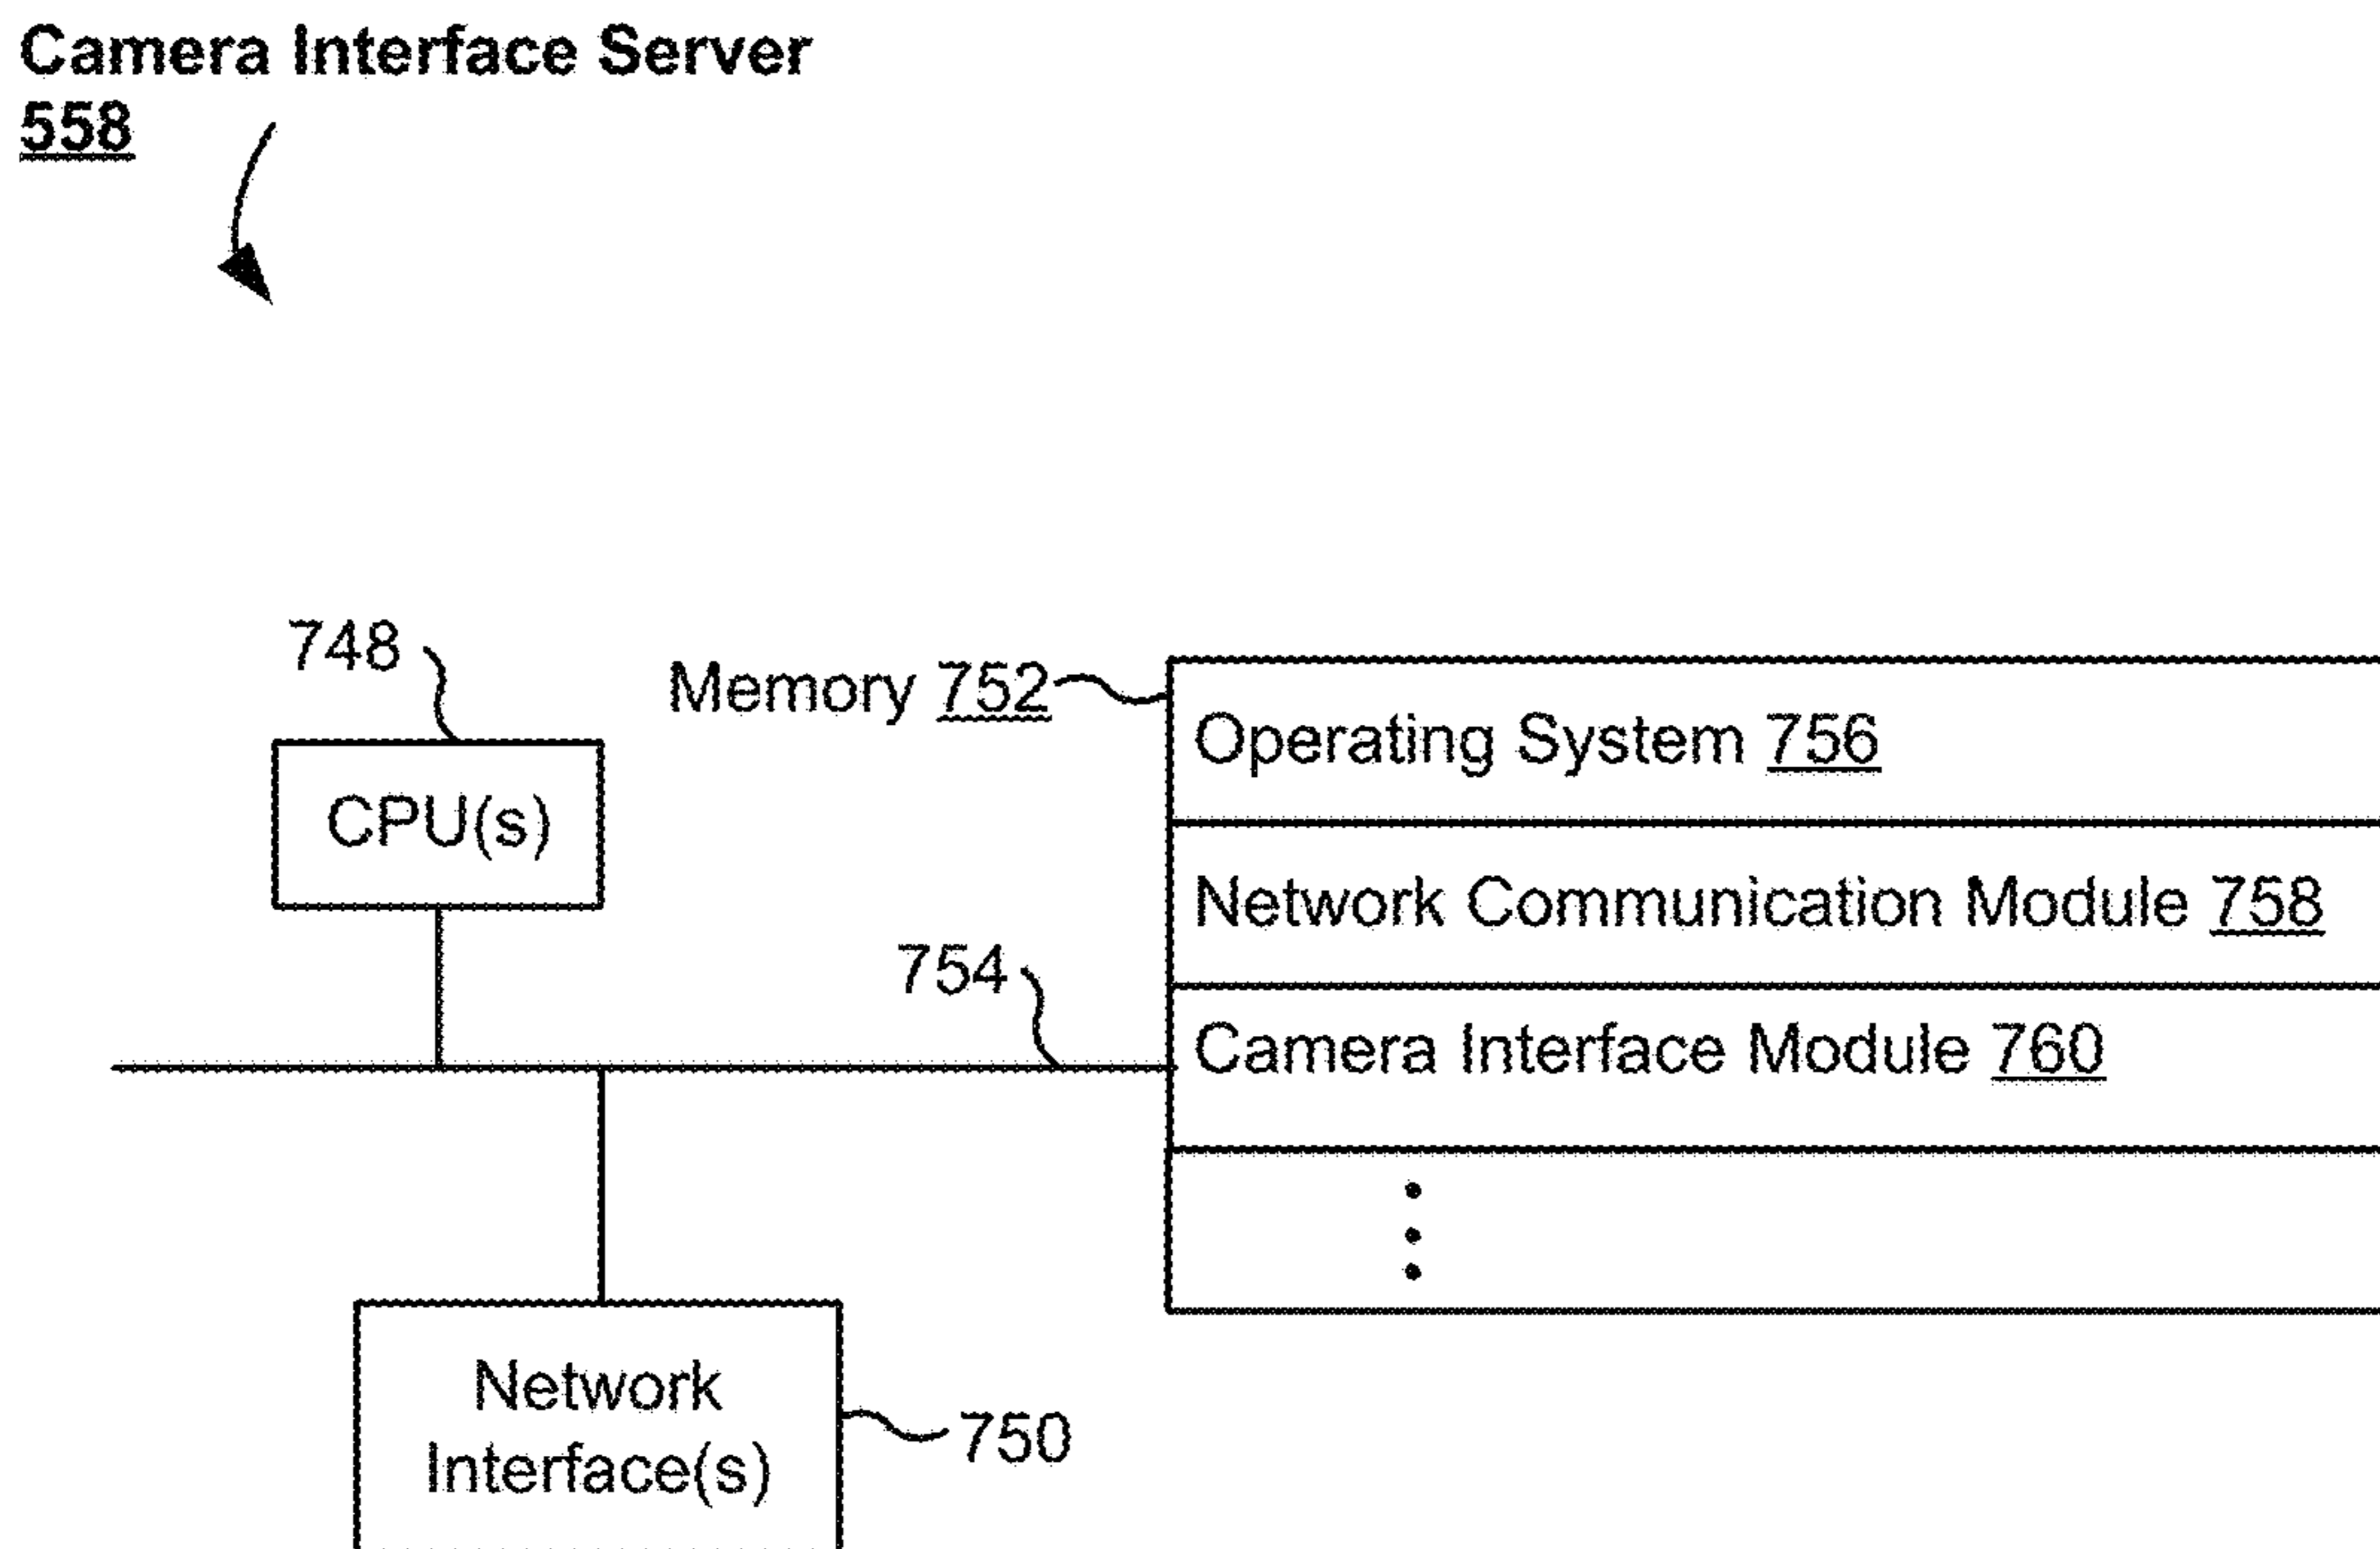 Camera Interface Server
558
748
Memory 752
CPU(s)
Operating System 756
Network Communication Module 758
754
Camera Interface Module 760
Network
Interface(s)
750